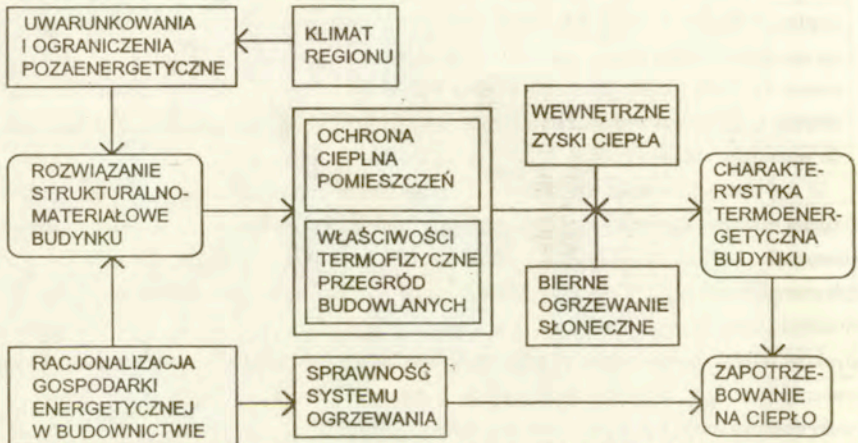 UWARUNKOWANIA
I OGRANICZENIA
POZAENERGETYCZNE
KLIMAT
REGIONU
ROZWIĄZANIE
STRUKTURALNO-
MATERIAŁOWE
BUDYNKU
OCHRONA
CIEPLNA
POMIESZCZEŃ
WŁAŚCIWOŚCI
TERMOFIZYCZNE
PRZEGRÓD
BUDOWLANYCH
WEWNĘTRZNE
ZYSKI CIEPŁA
BIERNE
OGRZEWANIE
SŁONECZNE
CHARAKTE-
RYSTYKA
TERMOENER-
GETYCZNA
BUDYNKU
RACJONALIZACJA
GOSPODARKI
ENERGETYCZNEJ
W BUDOWNICTWIE
SPRAWNOŚĆ
SYSTEMU
OGRZEWANIA
ZAPOTRZE-
BOWANIE
NA CIEPŁO